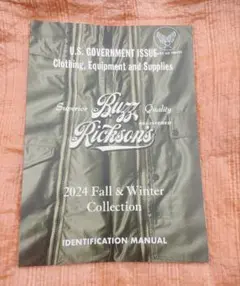 U.S. GOVERNMENT ISSUE
Clothing, Equipment and Supplies
Superior Quality
Buzz
Rickson's
2024 Fall & Winter
Collection
IDENTIFICATION MANUAL